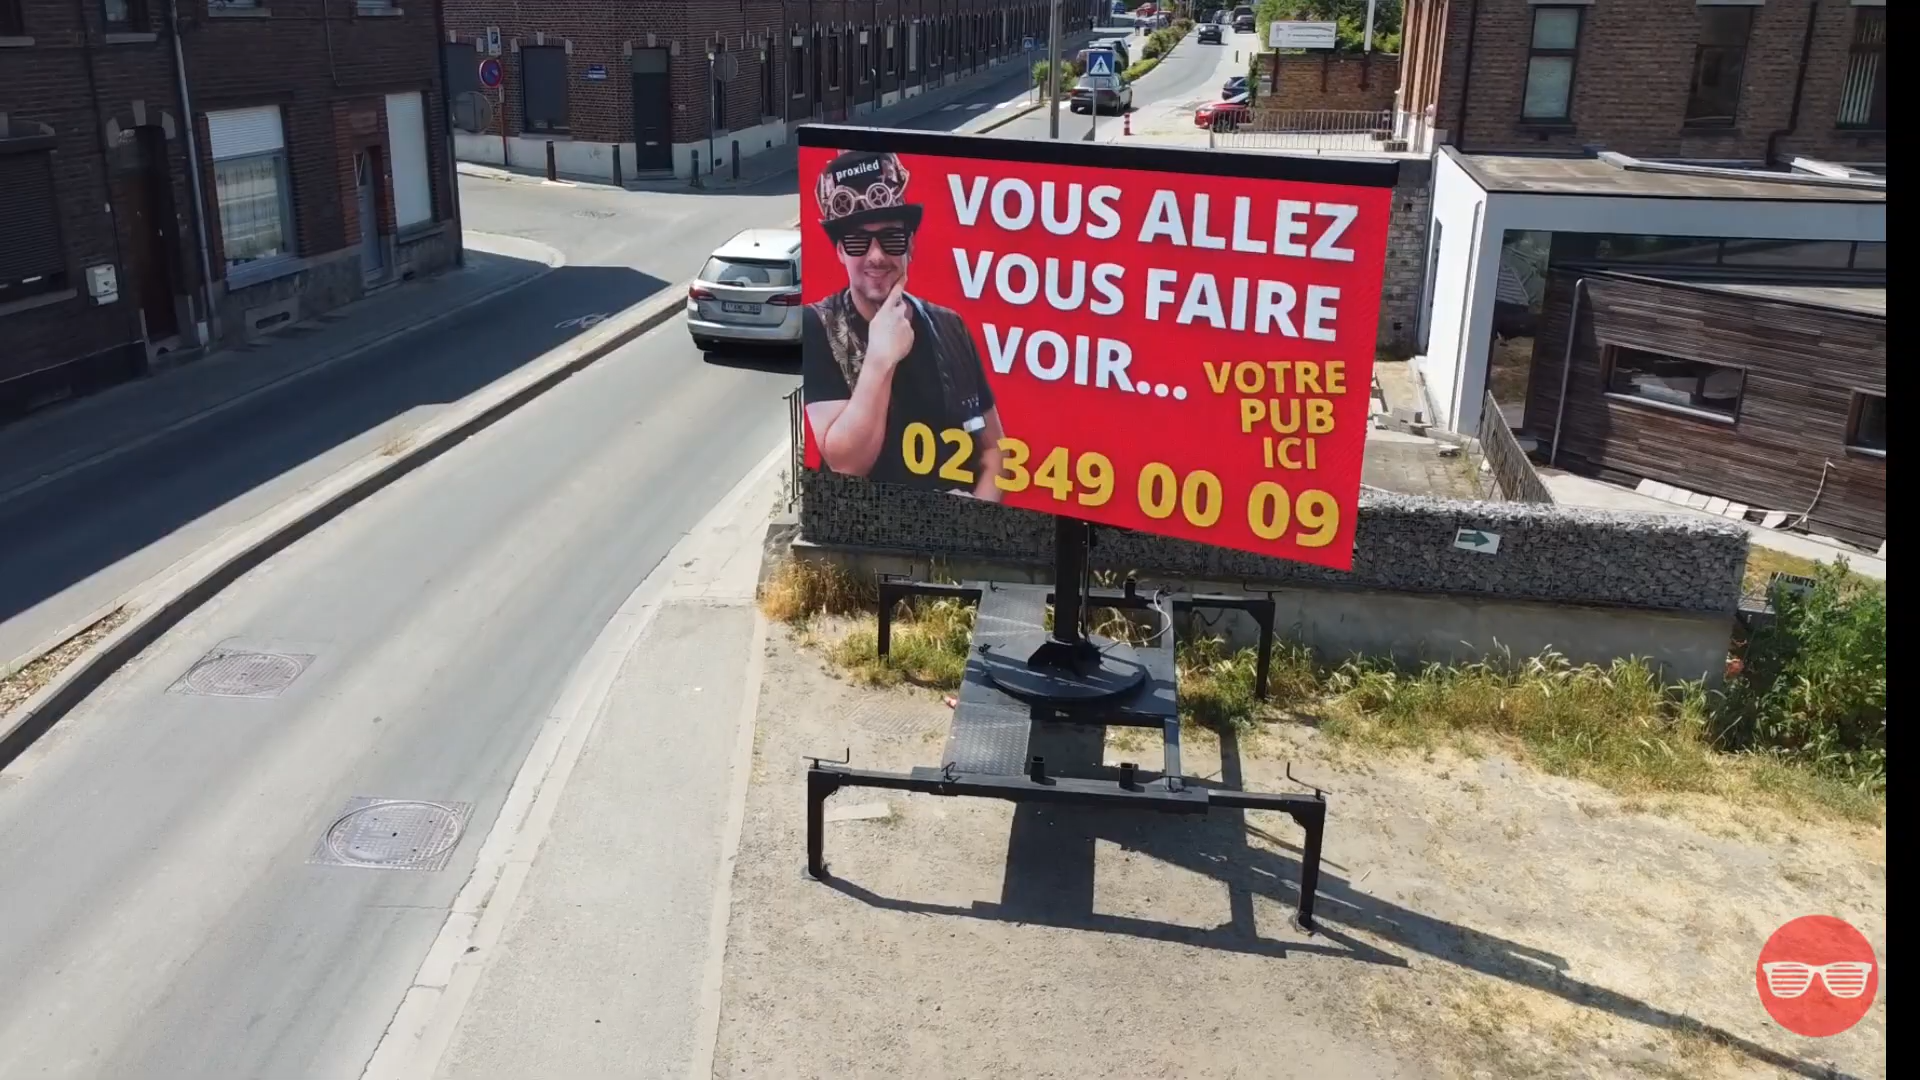 proxiled
VOUS ALLEZ
VOUS FAIRE
VOIR...
VOTRE
PUB
ICI
02 349 00 09